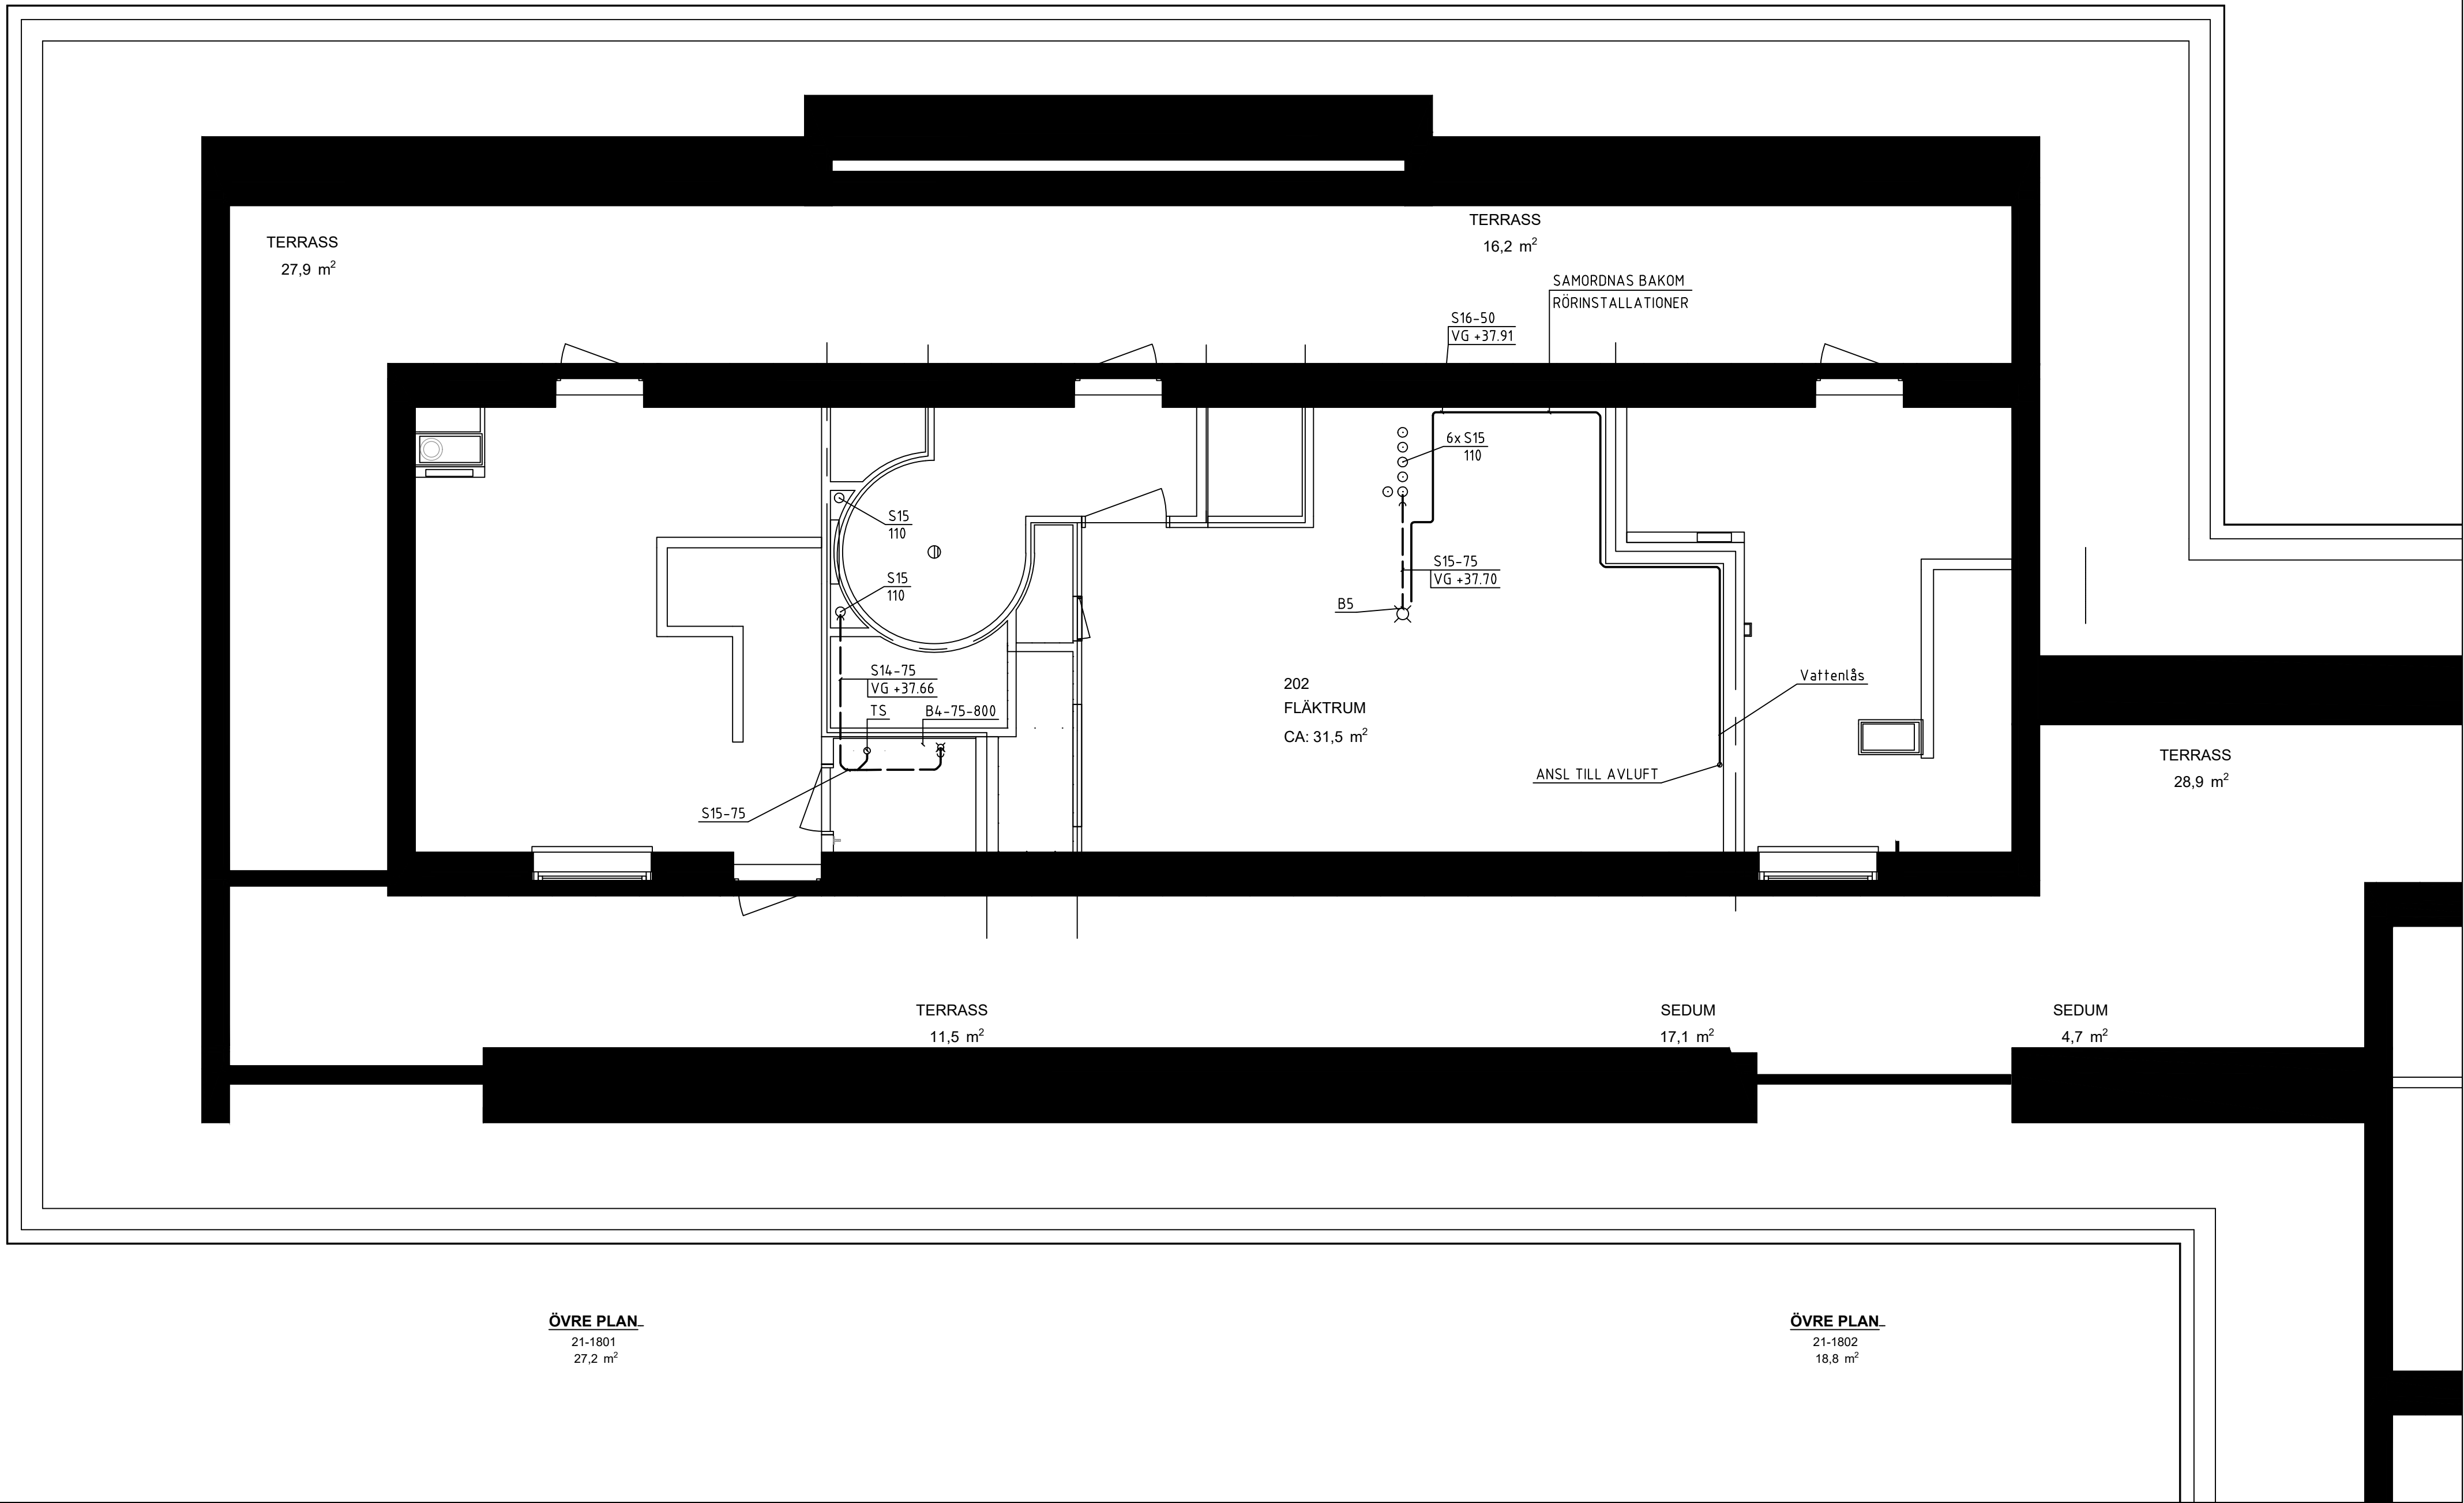 TERRASS
27,9 m²
TERRASS
16,2 m²
SAMORDNAS BAKOM
RÖRINSTALLATIONER
S16-50
VG +37.91
6x S15
110
S15
110
S15
110
S15-75
VG +37.70
B5
S14-75
VG +37.66
TS
B4-75-800
202
FLÄKTRUM
CA: 31,5 m²
Vattenlås
ANSL TILL AVLUFT
S15-75
TERRASS
28,9 m²
TERRASS
11,5 m²
SEDUM
17,1 m²
SEDUM
4,7 m²
ÖVRE PLAN
21-1801
27,2 m²
ÖVRE PLAN
21-1802
18,8 m²